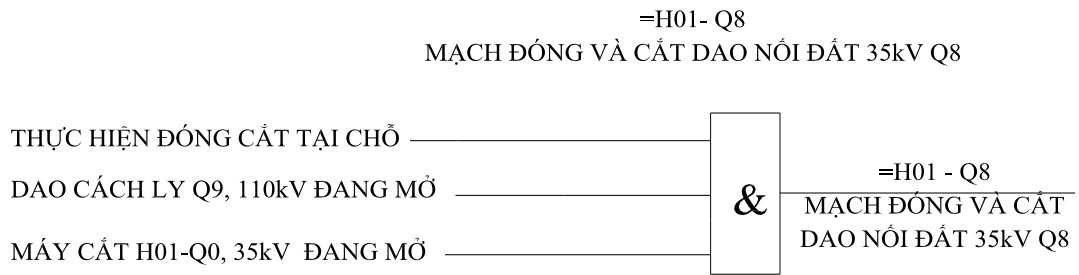 =H01- Q8
MẠCH ĐÓNG VÀ CẮT DAO NỐI ĐẤT 35kV Q8
THỰC HIỆN ĐÓNG CẮT TẠI CHỖ
DAO CÁCH LY Q9, 110kV ĐANG MỞ
MÁY CẮT H01-Q0, 35kV ĐANG MỞ
&
=H01 - Q8
MẠCH ĐÓNG VÀ CẮT
DAO NỐI ĐẤT 35kV Q8